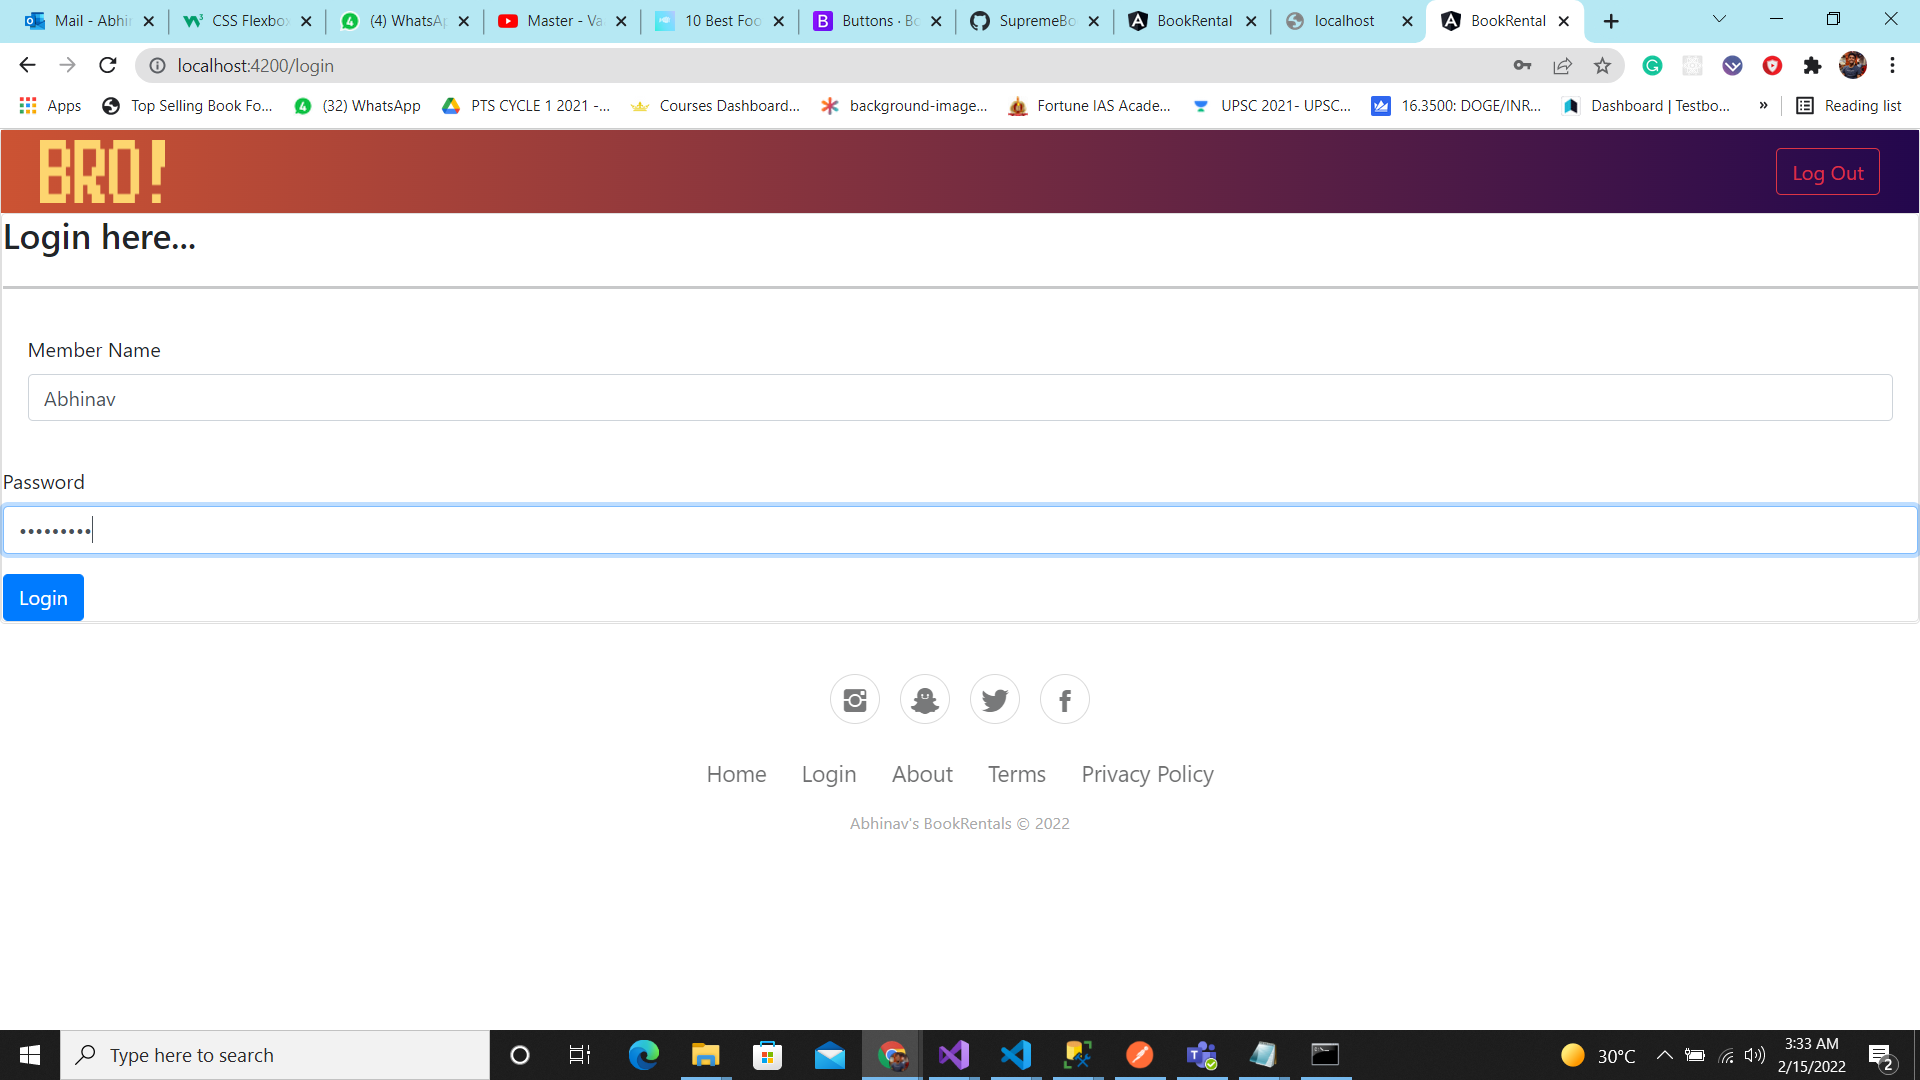 Mail - Abhin
CSS Flexbo
(4) WhatsAp
Master - Va
10 Best Foo
Buttons · Bo
SupremeBo
BookRental
localhost
BookRental
localhost:4200/login
Apps
Top Selling Book Fo...
(32) WhatsApp
PTS CYCLE 1 2021 -...
Courses Dashboard...
background-image...
Fortune IAS Acade...
UPSC 2021- UPSC...
16.3500: DOGE/INR...
Dashboard | Testbo...
»
Reading list
BRO!
Log Out
Login here...
Member Name
Abhinav
Password
•••••••••
Login
Home
Login
About
Terms
Privacy Policy
Abhinav's BookRentals © 2022
Type here to search
30°C
3:33 AM
2/15/2022
2